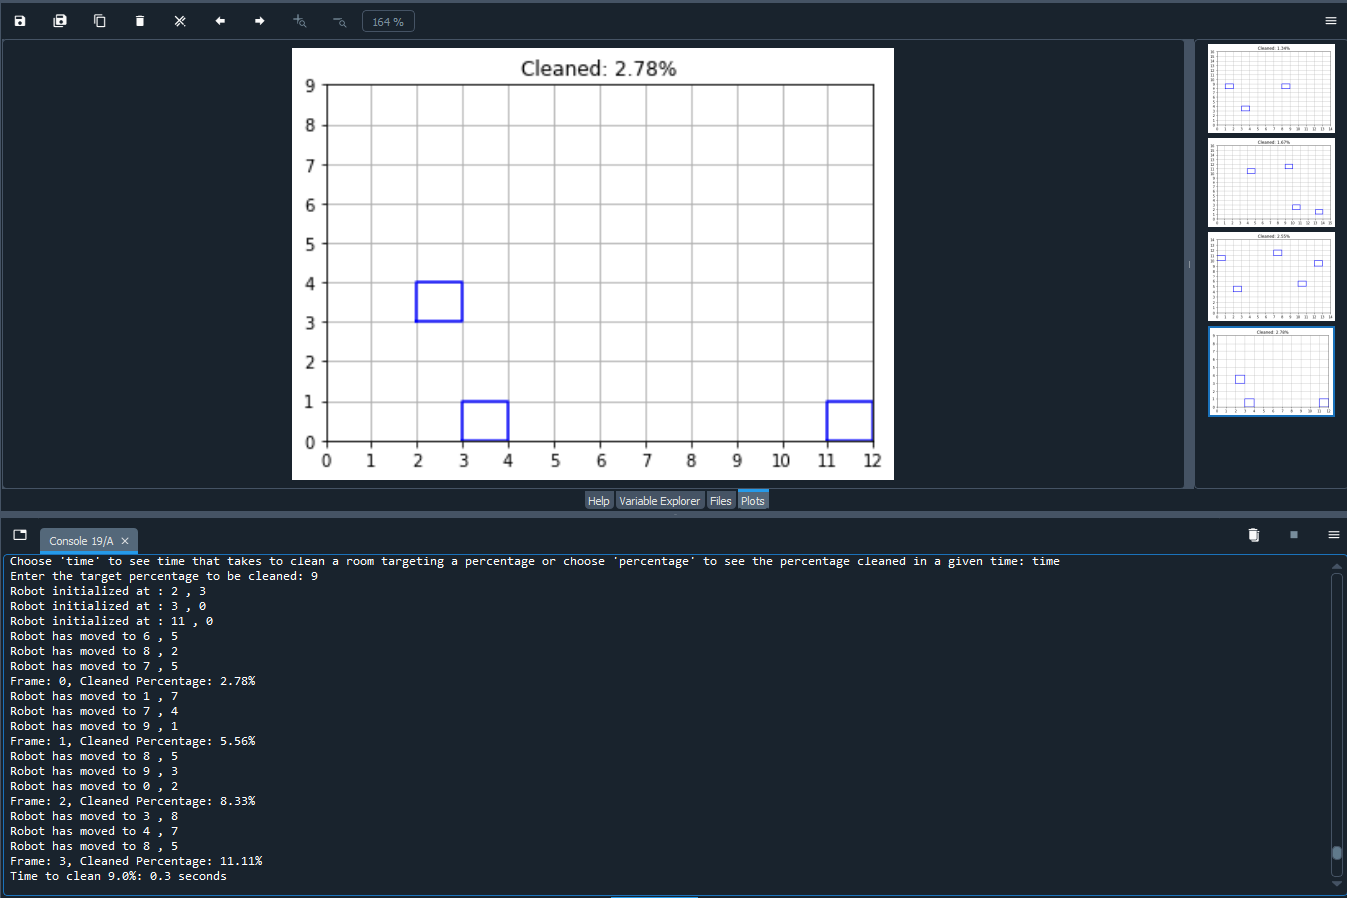 164 %
Cleaned: 2.78%
9
8
7
6
5
4
3
2
1
0
0 1 2 3 4 5 6 7 8 9 10 11 12
Cleaned: 1.34%
Cleaned: 1.67%
Cleaned: 2.55%
Cleaned: 2.78%
Help Variable Explorer Files Plots
Console 19/A
Choose 'time' to see time that takes to clean a room targeting a percentage or choose 'percentage' to see the percentage cleaned in a given time: time
Enter the target percentage to be cleaned: 9
Robot initialized at : 2 , 3
Robot initialized at : 3 , 0
Robot initialized at : 11 , 0
Robot has moved to 6 , 5
Robot has moved to 8 , 2
Robot has moved to 7 , 5
Frame: 0, Cleaned Percentage: 2.78%
Robot has moved to 1 , 7
Robot has moved to 7 , 4
Robot has moved to 9 , 1
Frame: 1, Cleaned Percentage: 5.56%
Robot has moved to 8 , 5
Robot has moved to 9 , 3
Robot has moved to 0 , 2
Frame: 2, Cleaned Percentage: 8.33%
Robot has moved to 3 , 8
Robot has moved to 4 , 7
Robot has moved to 8 , 5
Frame: 3, Cleaned Percentage: 11.11%
Time to clean 9.0%: 0.3 seconds